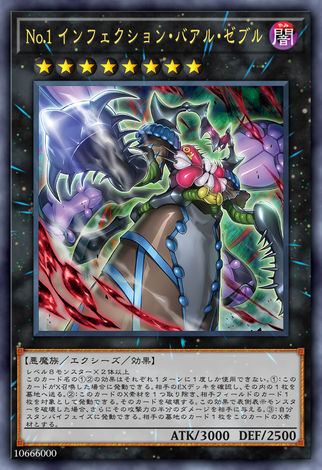 No.1 インフェクション・バアル・ゼブル
やみ
闇
【悪魔族／エクシーズ／効果】
レベル８モンスター×２体以上
このカード名の①②の効果はそれぞれ１ターンに１度しか使用できない。①：この
カードがX召喚した場合に発動できる。相手のEXデッキを確認し、その内の１枚を
墓地へ送る。②：このカードのX素材を１つ取り除き、相手フィールドのカード１
枚を対象として発動できる。そのカードを破壊する。この効果で表側表示モンスタ
ーを破壊した場合、さらにその攻撃力の半分のダメージを相手に与える。③：自分
スタンバイフェイズに発動できる。相手の墓地のカード１枚をこのカードのX素
材とする。
ATK/3000 DEF/2500
10666000